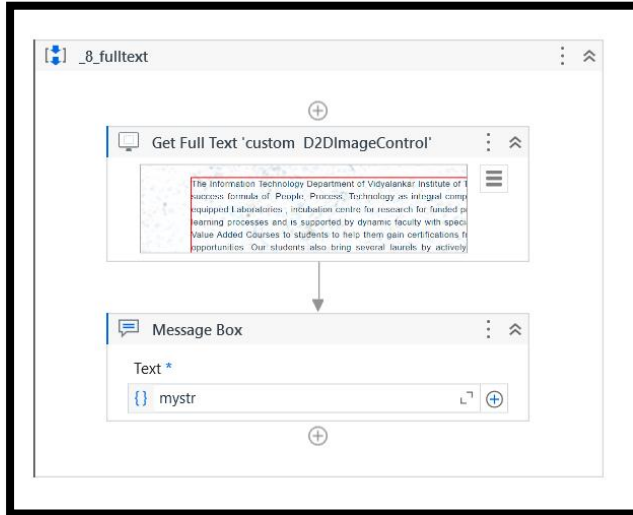 _8_fulltext
Get Full Text 'custom D2DImageControl'
The Information Technology Department of Vidyalankar Institute of T
success formula of People, Process, Technology as integral comp
equipped Laboratories , incubation centre for research for funded p
learning processes and is supported by dynamic faculty with speci
Value Added Courses to students to help them gain certifications f
opportunities Our students also bring several laurels by actively
Message Box
Text *
{} mystr